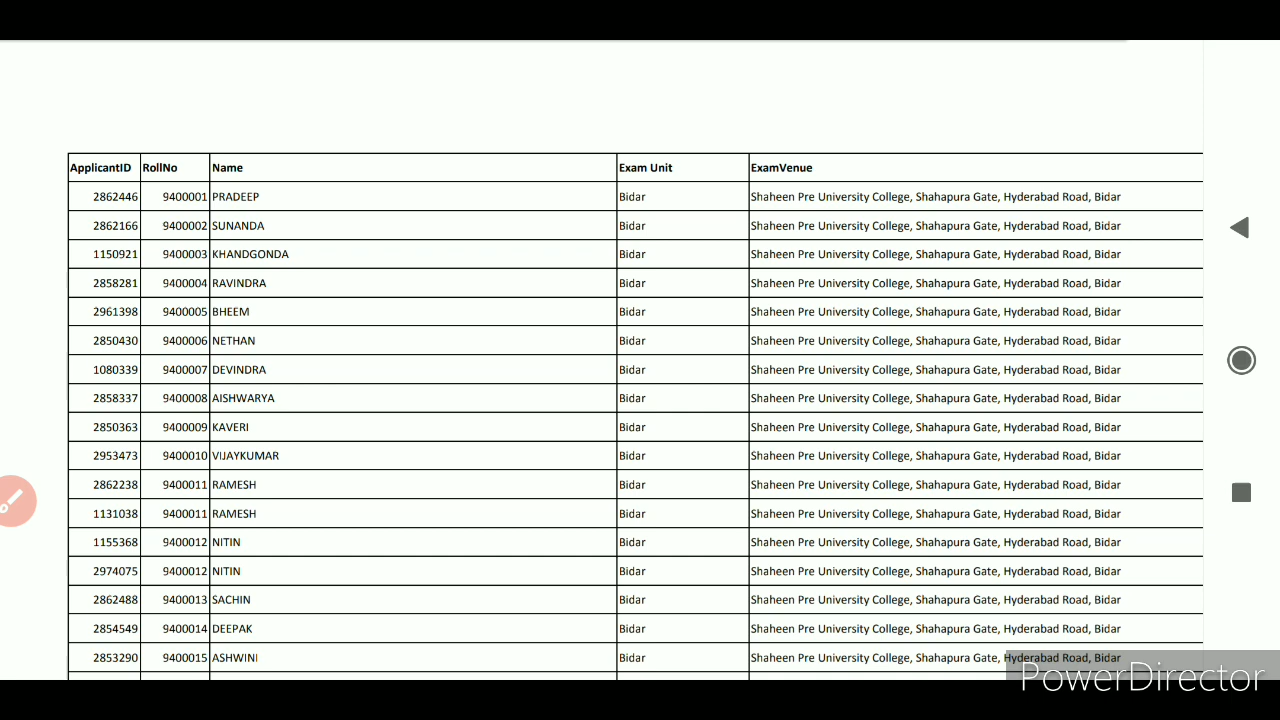 ApplicantID RollNo Name Exam Unit ExamVenue
2862446 9400001 PRADEEP Bidar Shaheen Pre University College, Shahapura Gate, Hyderabad Road, Bidar
2862166 9400002 SUNANDA Bidar Shaheen Pre University College, Shahapura Gate, Hyderabad Road, Bidar
1150921 9400003 KHANDGONDA Bidar Shaheen Pre University College, Shahapura Gate, Hyderabad Road, Bidar
2858281 9400004 RAVINDRA Bidar Shaheen Pre University College, Shahapura Gate, Hyderabad Road, Bidar
2961398 9400005 BHEEM Bidar Shaheen Pre University College, Shahapura Gate, Hyderabad Road, Bidar
2850430 9400006 NETHAN Bidar Shaheen Pre University College, Shahapura Gate, Hyderabad Road, Bidar
1080339 9400007 DEVINDRA Bidar Shaheen Pre University College, Shahapura Gate, Hyderabad Road, Bidar
2858337 9400008 AISHWARYA Bidar Shaheen Pre University College, Shahapura Gate, Hyderabad Road, Bidar
2850363 9400009 KAVERI Bidar Shaheen Pre University College, Shahapura Gate, Hyderabad Road, Bidar
2953473 9400010 VIJAYKUMAR Bidar Shaheen Pre University College, Shahapura Gate, Hyderabad Road, Bidar
2862238 9400011 RAMESH Bidar Shaheen Pre University College, Shahapura Gate, Hyderabad Road, Bidar
1131038 9400011 RAMESH Bidar Shaheen Pre University College, Shahapura Gate, Hyderabad Road, Bidar
1155368 9400012 NITIN Bidar Shaheen Pre University College, Shahapura Gate, Hyderabad Road, Bidar
2974075 9400012 NITIN Bidar Shaheen Pre University College, Shahapura Gate, Hyderabad Road, Bidar
2862488 9400013 SACHIN Bidar Shaheen Pre University College, Shahapura Gate, Hyderabad Road, Bidar
2854549 9400014 DEEPAK Bidar Shaheen Pre University College, Shahapura Gate, Hyderabad Road, Bidar
2853290 9400015 ASHWINI Bidar Shaheen Pre University College, Shahapura Gate, Hyderabad Road, Bidar
PowerDirector